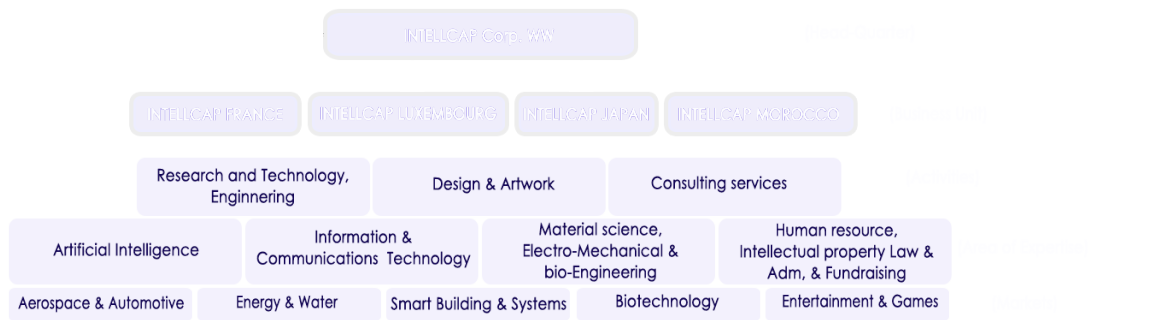 INTELLCAP Corp. WW
INTELLCAP FRANCE
INTELLCAP LUXEMBOURG
INTELLCAP JAPAN
INTELLCAP MOROCCO
Research and Technology,
Enginnering
Design & Artwork
Consulting services
Artificial Intelligence
Information &
Communications Technology
Material science,
Electro-Mechanical &
bio-Engineering
Human resource,
Intellectual property Law &
Adm, & Fundraising
Aerospace & Automotive
Energy & Water
Smart Building & Systems
Biotechnology
Entertainment & Games